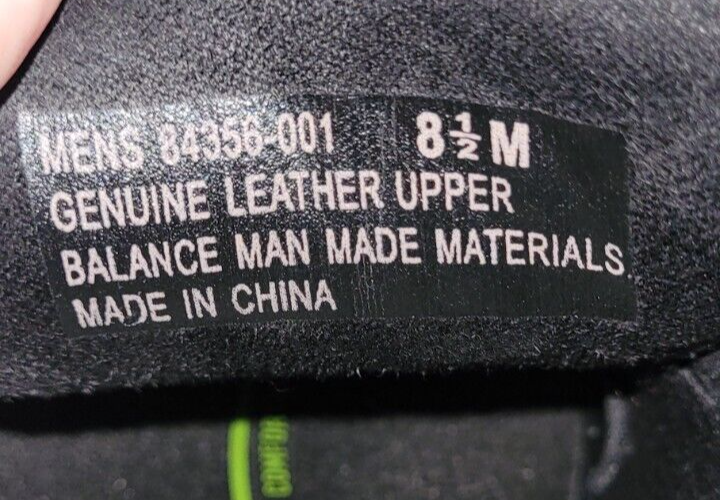 MENS 84356-001 8½ M
GENUINE LEATHER UPPER
BALANCE MAN MADE MATERIALS.
MADE IN CHINA